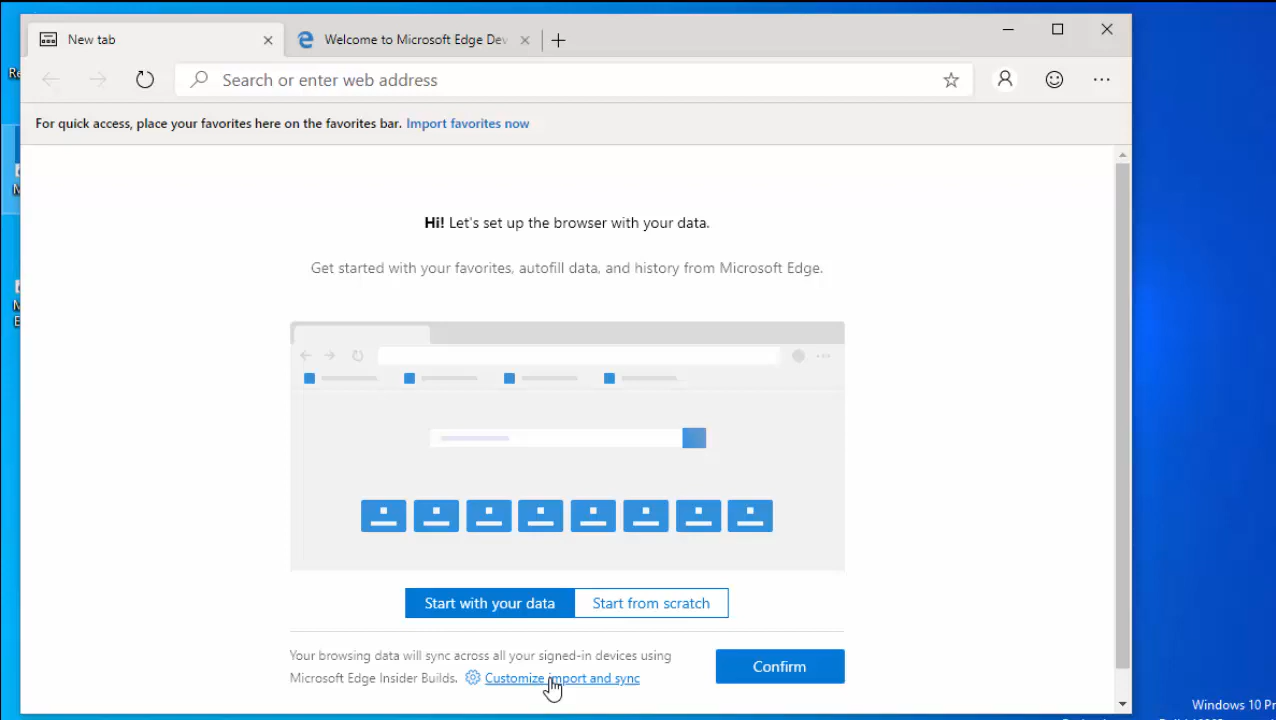 New tab
Welcome to Microsoft Edge Dev
Search or enter web address
For quick access, place your favorites here on the favorites bar. Import favorites now
Hi! Let's set up the browser with your data.
Get started with your favorites, autofill data, and history from Microsoft Edge.
Start with your data
Start from scratch
Your browsing data will sync across all your signed-in devices using
Microsoft Edge Insider Builds. Customize import and sync
Confirm
Re
M
M
E
Windows 10 Pr